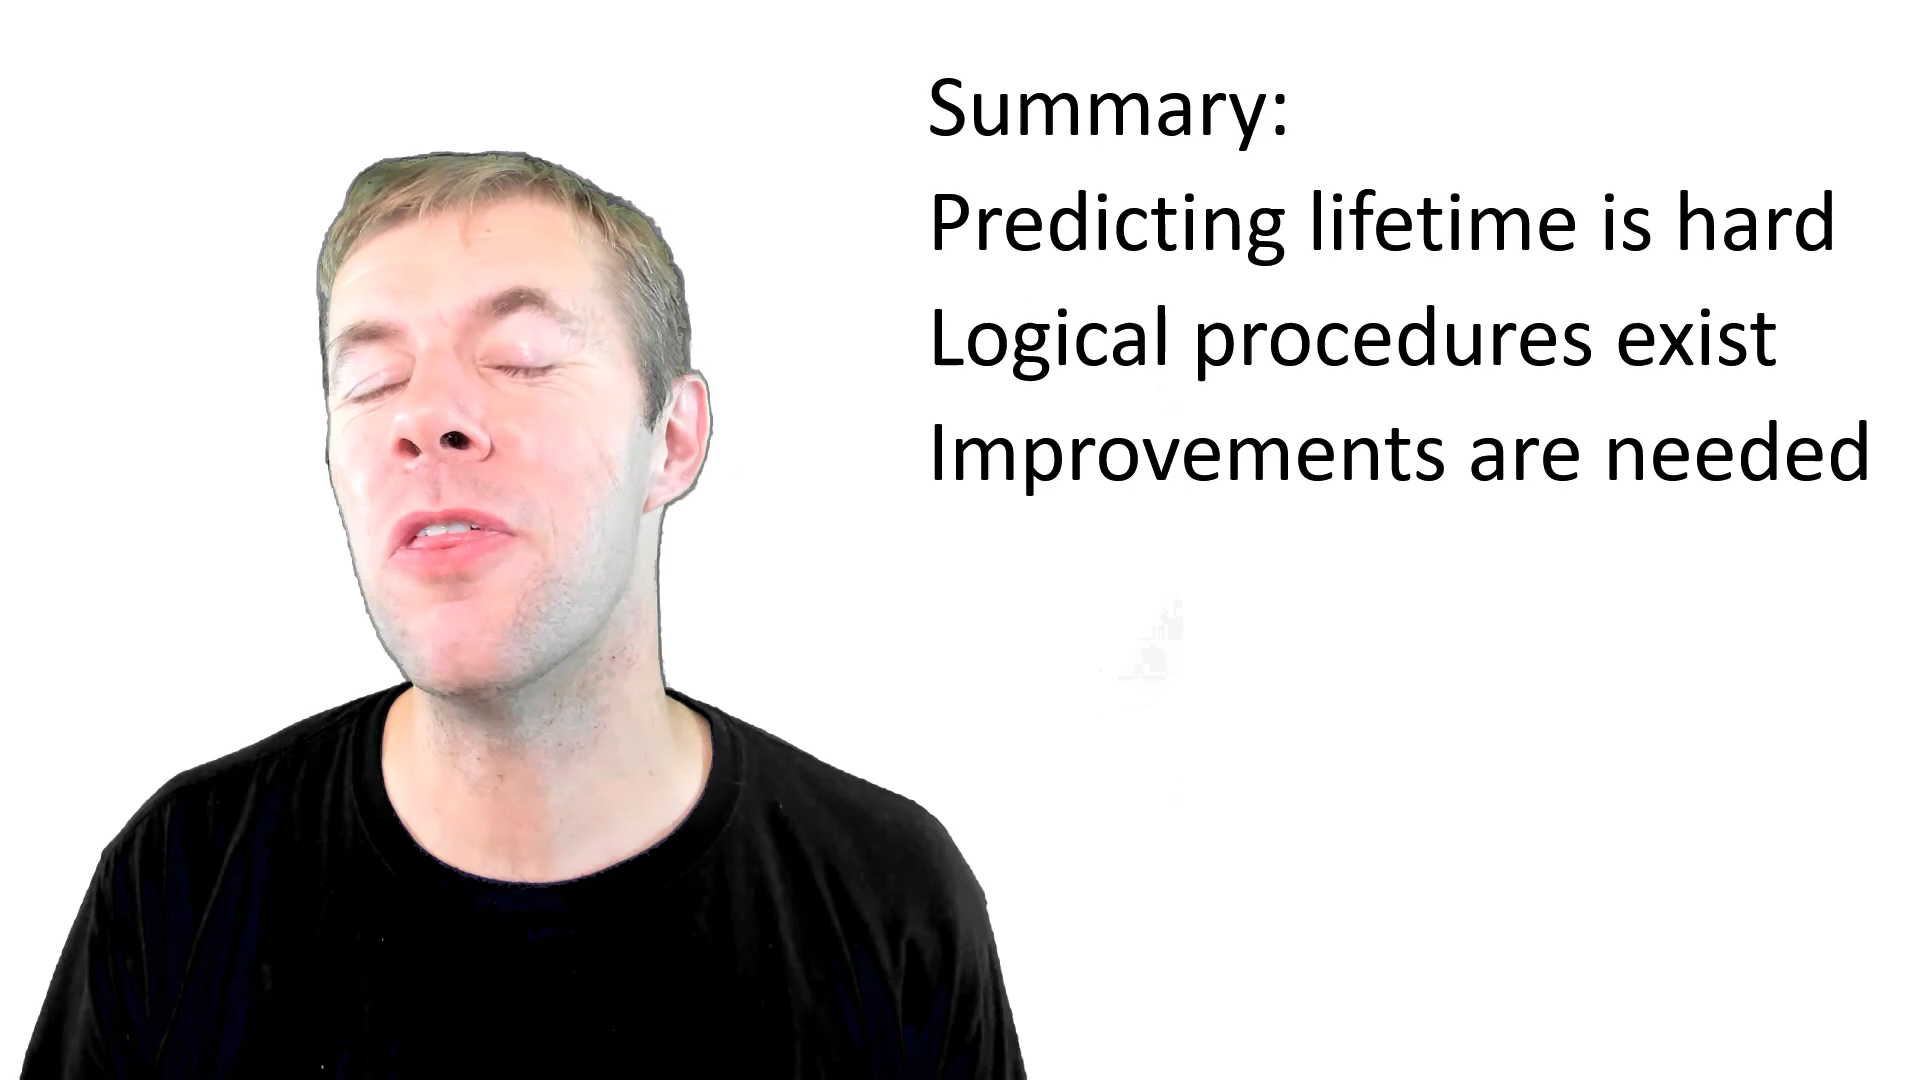 Summary:
Predicting lifetime is hard
Logical procedures exist
Improvements are needed